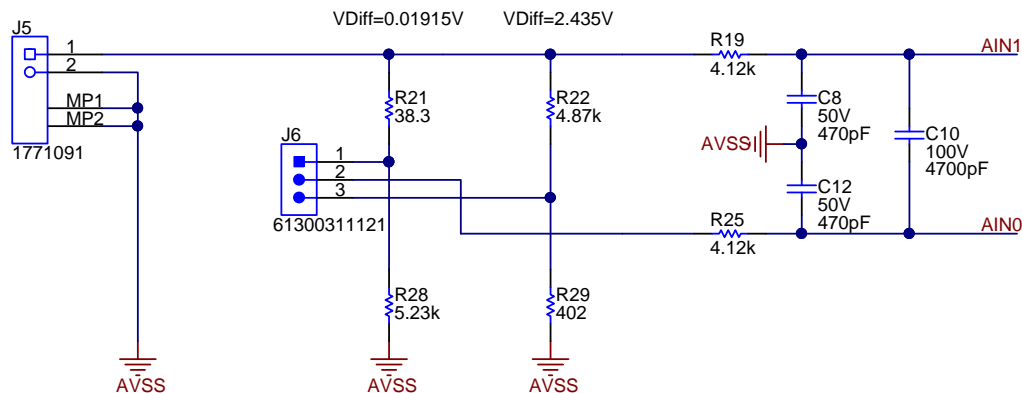 VDiff=0.01915V
VDiff=2.435V
J5
1
2
MP1
MP2
1771091
R19
4.12k
AIN1
R21
38.3
R22
4.87k
C8
50V
470pF
AVSS
C10
100V
4700pF
J6
1
2
3
61300311121
C12
50V
470pF
R25
4.12k
AIN0
R28
5.23k
R29
402
AVSS
AVSS
AVSS